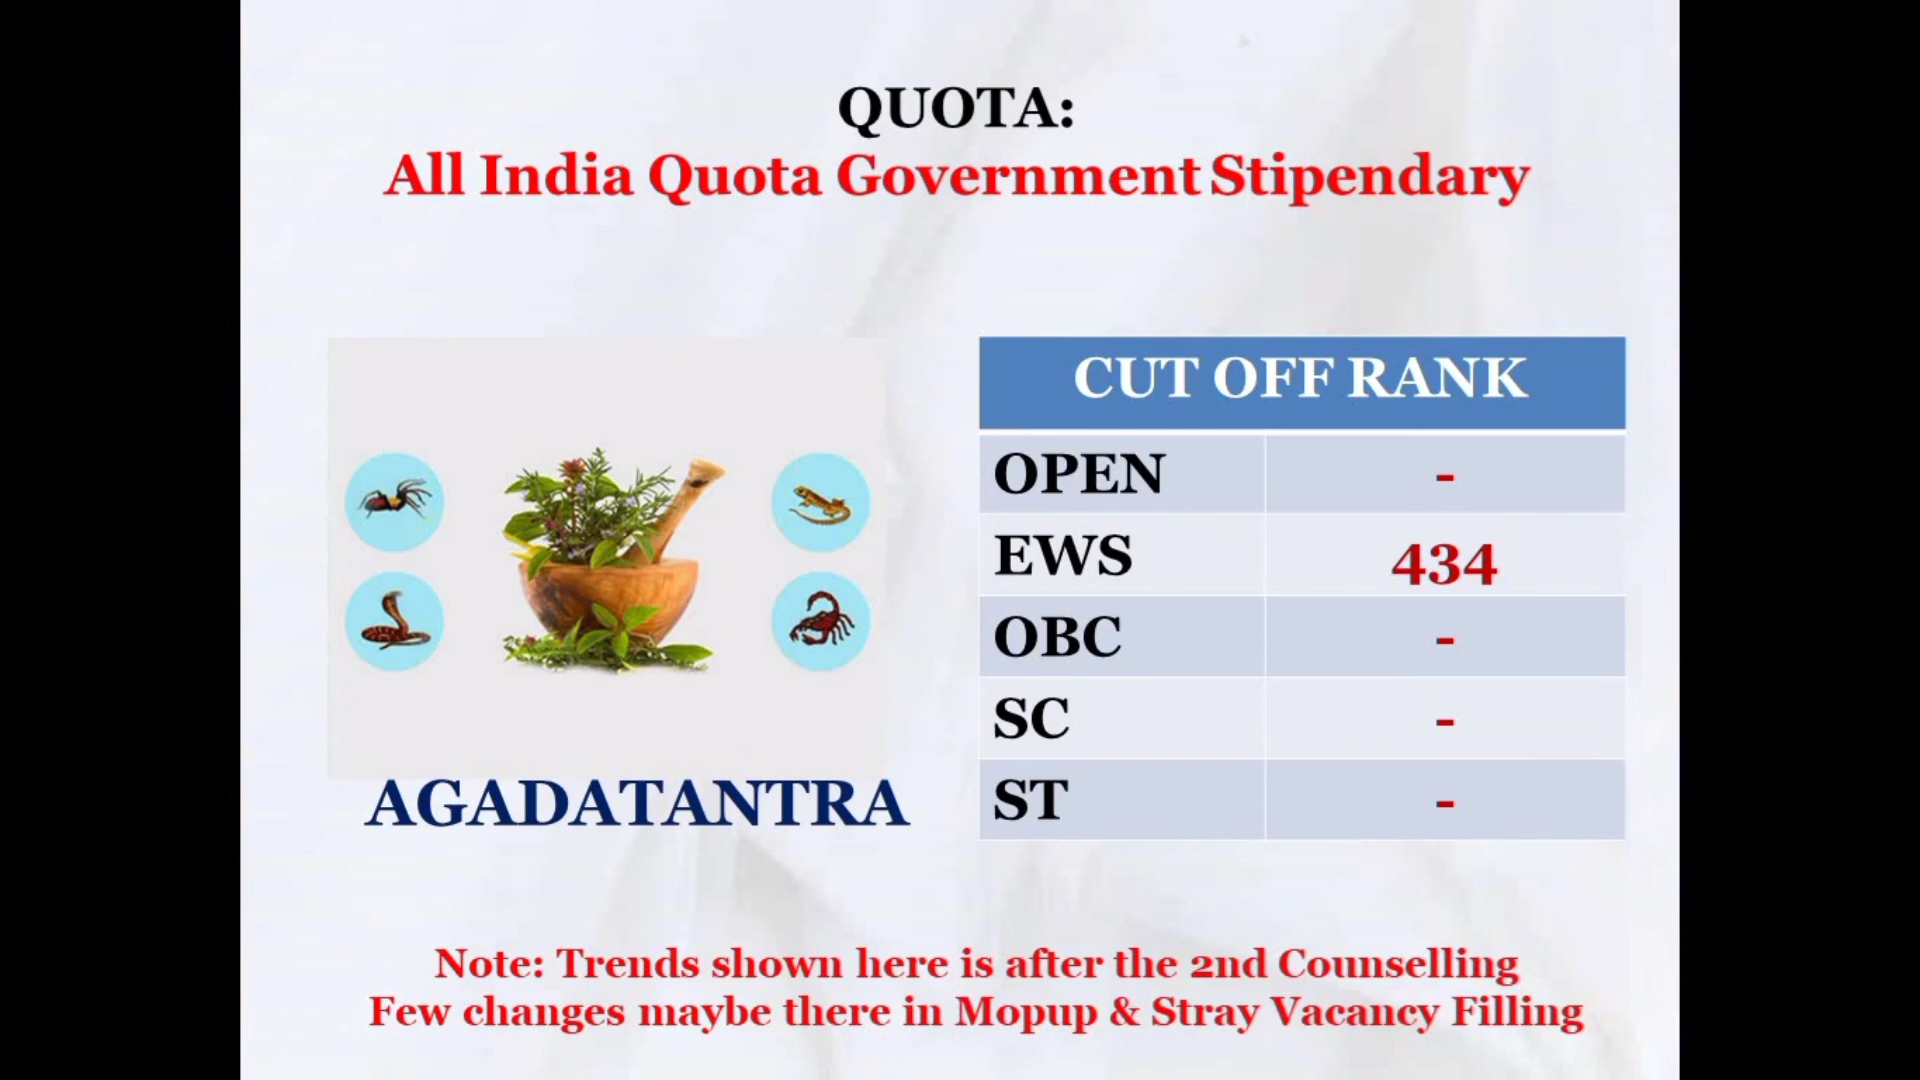 QUOTA:
All India Quota Government Stipendary
CUT OFF RANK
OPEN -
EWS 434
OBC -
SC -
ST -
AGADATANTRA
Note: Trends shown here is after the 2nd Counselling
Few changes maybe there in Mopup & Stray Vacancy Filling